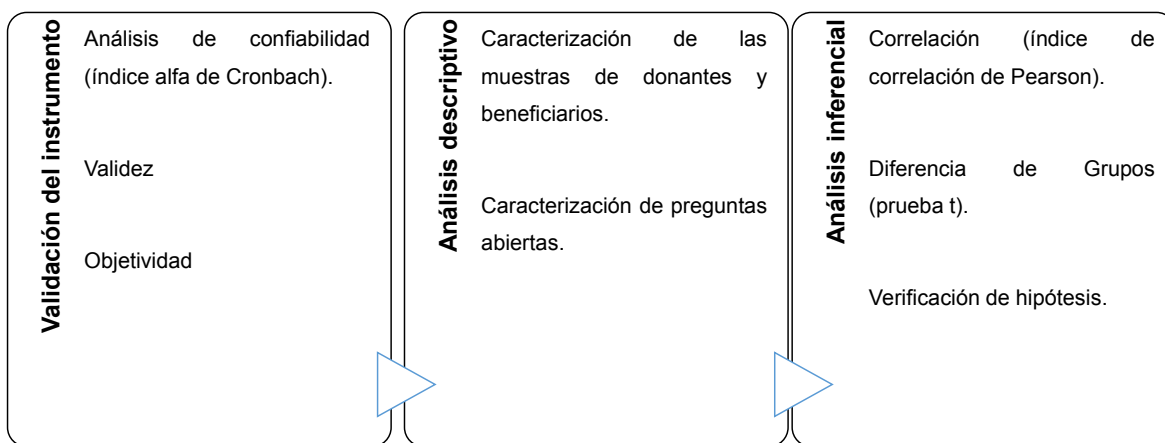 Validación del instrumento
Análisis de confiabilidad
(índice alfa de Cronbach).
Validez
Objetividad
Análisis descriptivo
Caracterización de las
muestras de donantes y
beneficiarios.
Caracterización de preguntas
abiertas.
Análisis inferencial
Correlación (índice de
correlación de Pearson).
Diferencia de Grupos
(prueba t).
Verificación de hipótesis.